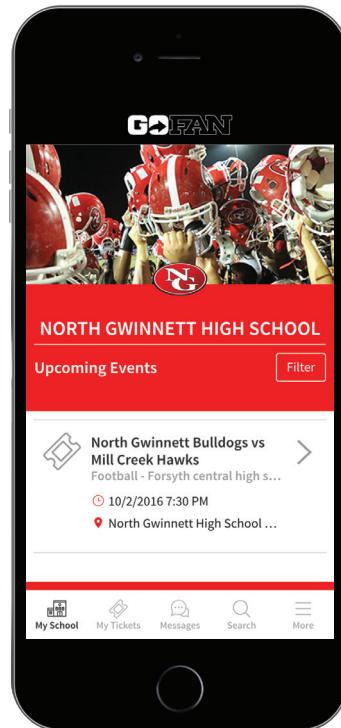 GOFAN
NG
NORTH GWINNETT HIGH SCHOOL
Upcoming Events
Filter
North Gwinnett Bulldogs vs
Mill Creek Hawks
Football - Forsyth central high s...
10/2/2016 7:30 PM
North Gwinnett High School ...
My School
My Tickets
Messages
Search
More